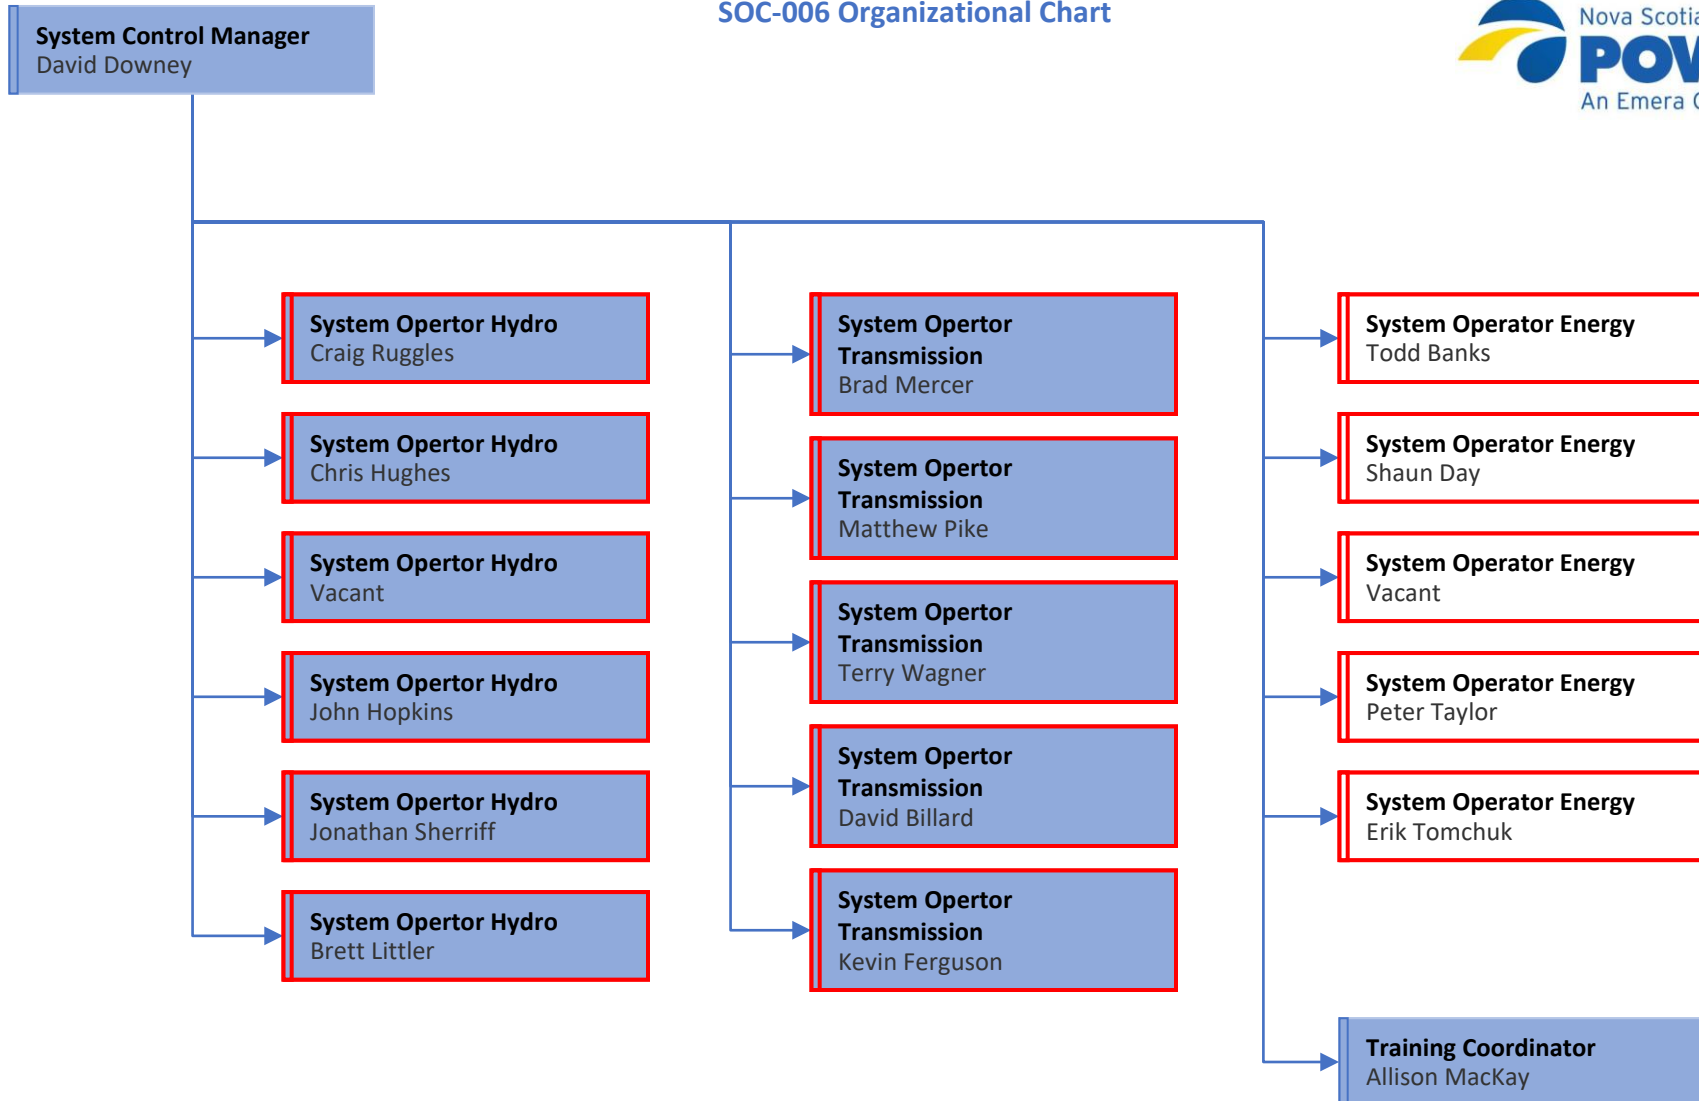 SOC-006 Organizational Chart
Nova Scotia
POW
An Emera
System Control Manager
David Downey
System Opertor Hydro
Craig Ruggles
System Opertor Hydro
Chris Hughes
System Opertor Hydro
Vacant
System Opertor Hydro
John Hopkins
System Opertor Hydro
Jonathan Sherriff
System Opertor Hydro
Brett Littler
System Opertor
Transmission
Brad Mercer
System Opertor
Transmission
Matthew Pike
System Opertor
Transmission
Terry Wagner
System Opertor
Transmission
David Billard
System Opertor
Transmission
Kevin Ferguson
System Operator Energy
Todd Banks
System Operator Energy
Shaun Day
System Operator Energy
Vacant
System Operator Energy
Peter Taylor
System Operator Energy
Erik Tomchuk
Training Coordinator
Allison MacKay